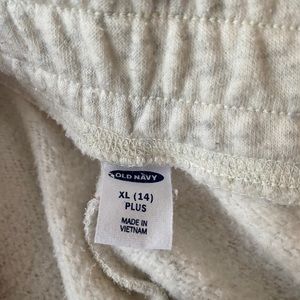 OLD NAVY
XL (14)
PLUS
MADE IN
VIETNAM